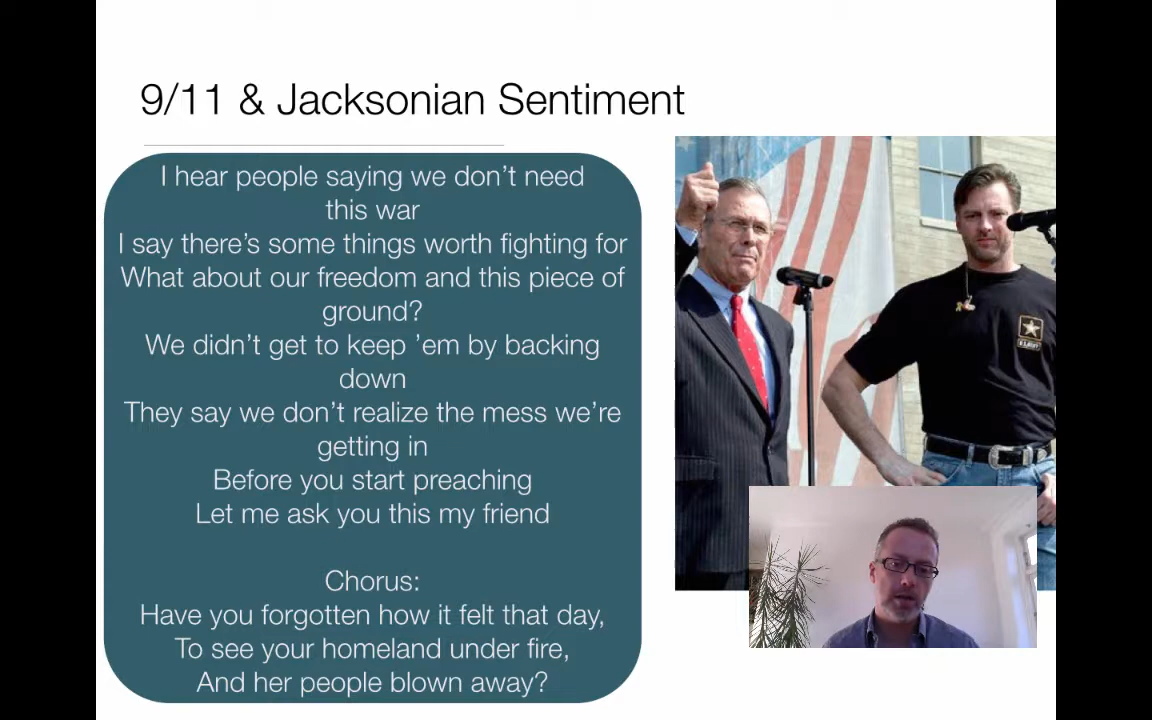 9/11 & Jacksonian Sentiment
I hear people saying we don't need
this war
I say there's some things worth fighting for
What about our freedom and this piece of
ground?
We didn't get to keep 'em by backing
down
They say we don't realize the mess we're
getting in
Before you start preaching
Let me ask you this my friend
Chorus:
Have you forgotten how it felt that day,
To see your homeland under fire,
And her people blown away?